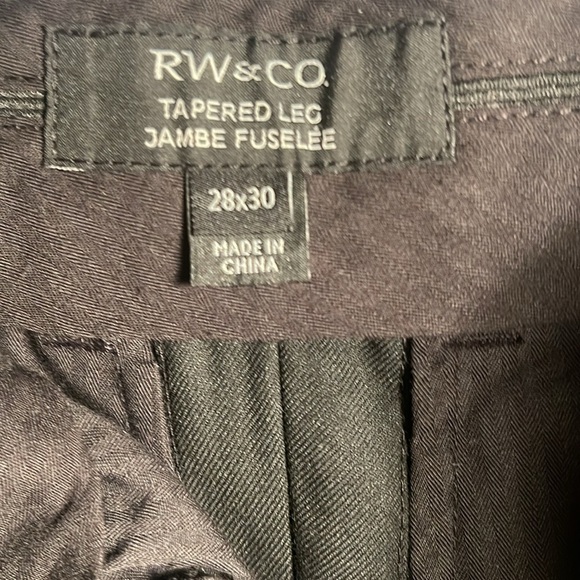 RW&CO.
TAPERED LEG
JAMBE FUSELÉE
28x30
MADE IN
CHINA